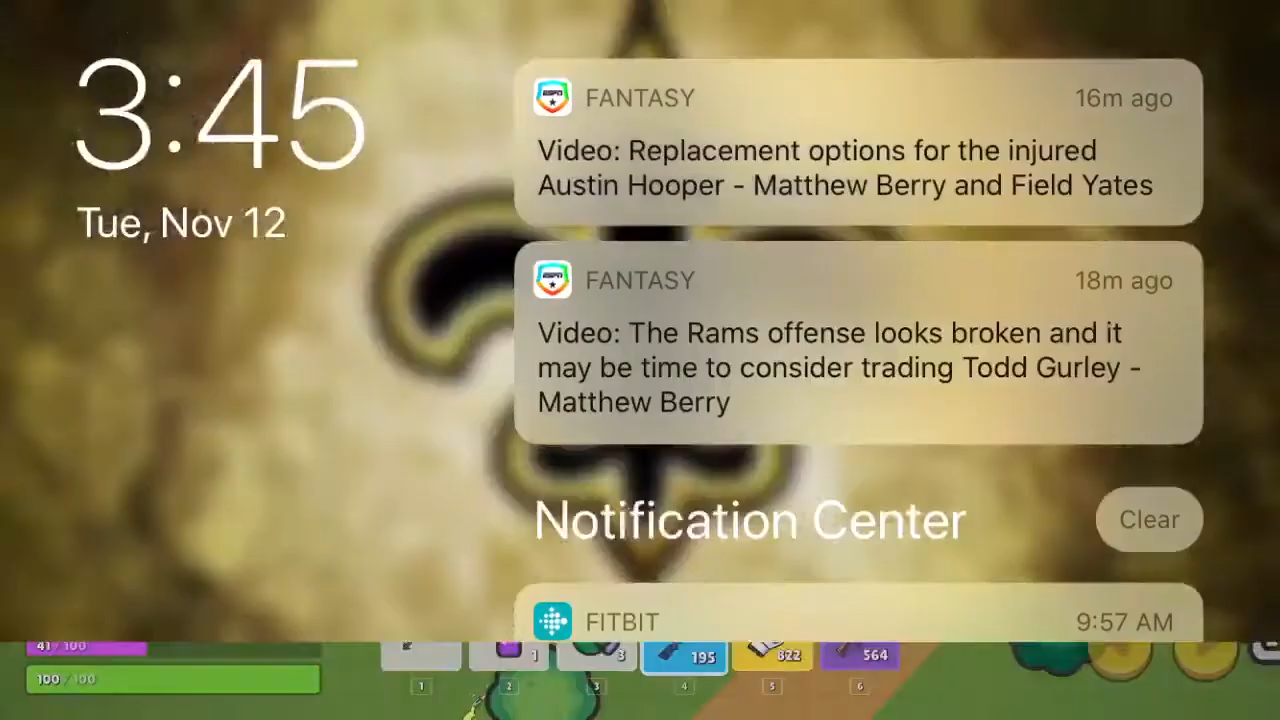 3:45
Tue, Nov 12
FANTASY 16m ago
Video: Replacement options for the injured
Austin Hooper - Matthew Berry and Field Yates
FANTASY 18m ago
Video: The Rams offense looks broken and it
may be time to consider trading Todd Gurley -
Matthew Berry
Notification Center Clear
FITBIT 9:57 AM
41 / 100
1 3 195 822 564
100 / 100
1 2 3 4 5 6